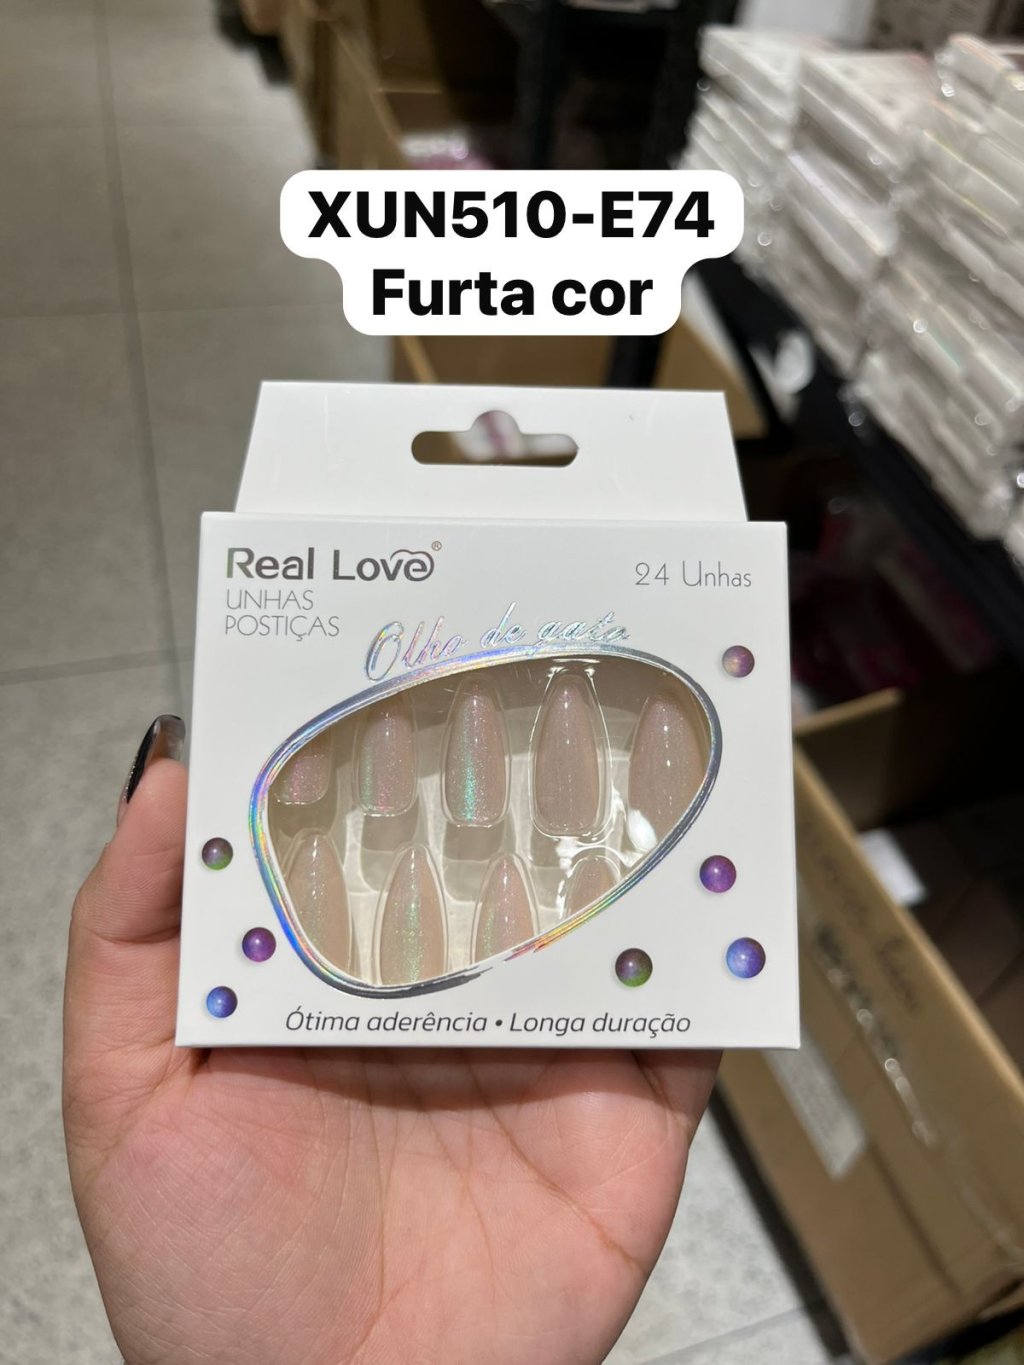 XUN510-E74
Furta cor
Real Love®
24 Unhas
UNHAS
POSTIÇAS
Olho de gato
Ótima aderência • Longa duração